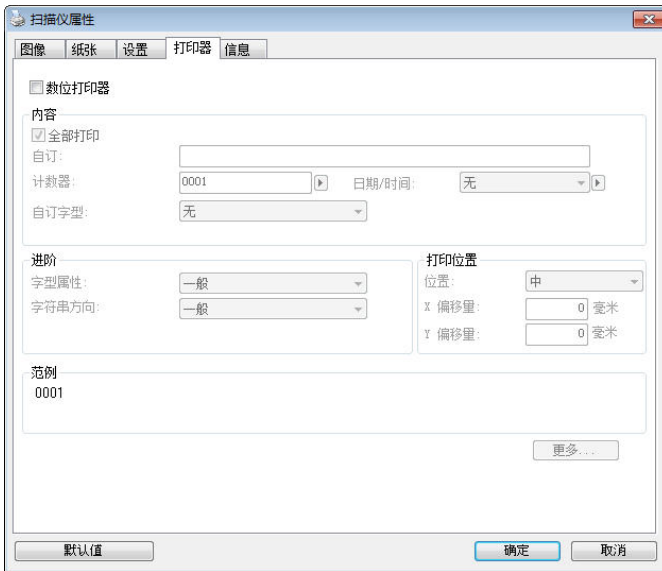 扫描仪属性
图像 纸张 设置 打印器 信息
数位打印器
内容
全部打印
自订:
计数器: 0001 日期/时间: 无
自订字型: 无
进阶
字型属性: 一般
字符串方向: 一般
打印位置
位置: 中
X 偏移量: 0 毫米
Y 偏移量: 0 毫米
范例
0001
更多...
默认值 确定 取消